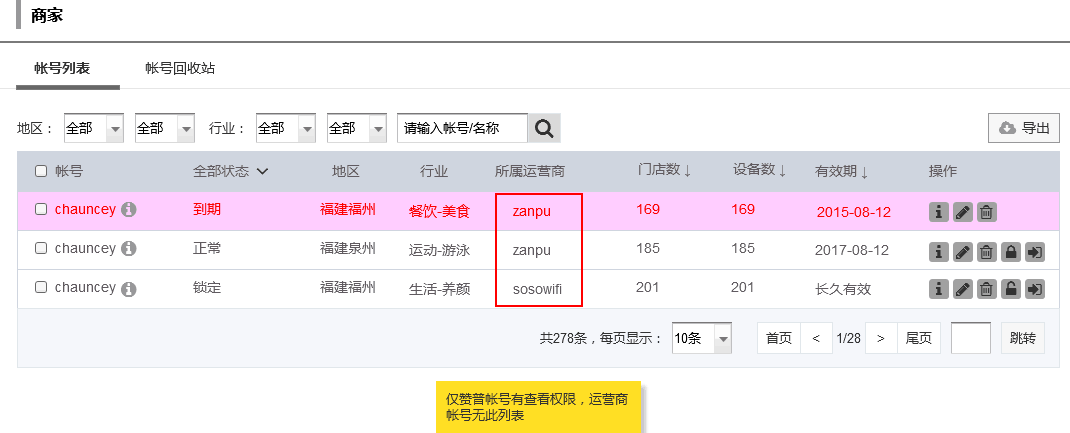 商家
帐号列表 帐号回收站
地区： 全部 全部 行业： 全部 全部 请输入帐号/名称 导出
帐号 全部状态 地区 行业 所属运营商 门店数↓ 设备数↓ 有效期↓ 操作
chauncey 到期 福建福州 餐饮-美食 zanpu 169 169 2015-08-12
chauncey 正常 福建泉州 运动-游泳 zanpu 185 185 2017-08-12
chauncey 锁定 福建福州 生活-养颜 sosowifi 201 201 长久有效
共278条，每页显示： 10条 首页 < 1/28 > 尾页 跳转
仅赞普帐号有查看权限，运营商
帐号无此列表